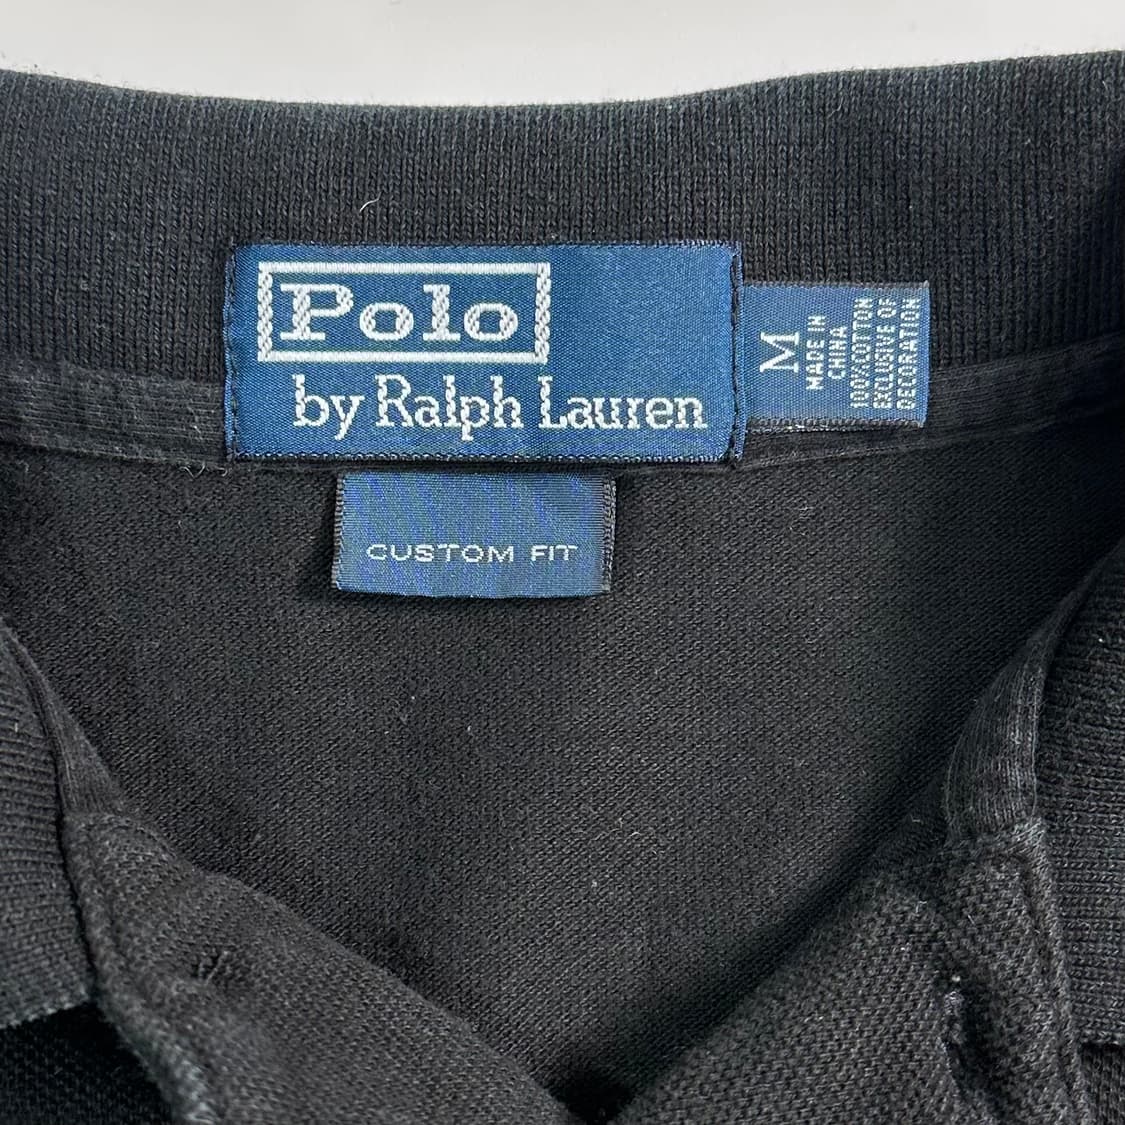 Polo
by Ralph Lauren
M
MADE IN
CHINA
100%COTTON
EXCLUSIVE OF
DECORATION
CUSTOM FIT